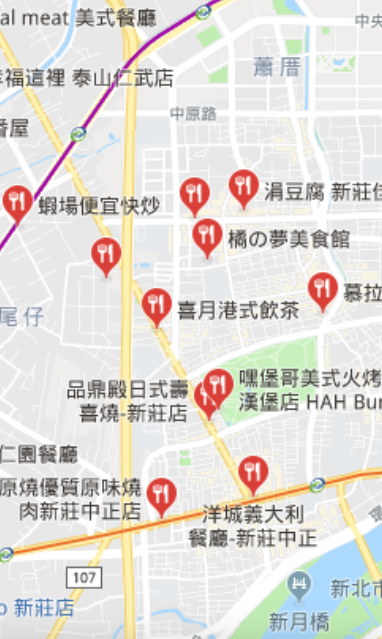 al meat 美式餐廳
中央
幸福這裡 泰山仁武店
蕭厝
中原路
番屋
涓豆腐 新莊佳
蝦場便宜快炒
橘の夢美食館
慕拉
喜月港式飲茶
尾仔
嘿堡哥美式火烤
漢堡店 HAH Bur
品鼎殿日式壽
喜燒-新莊店
仁園餐廳
原燒優質原味燒
肉新莊中正店
洋城義大利
餐廳-新莊中正
107
新北市
o 新莊店
新月橋